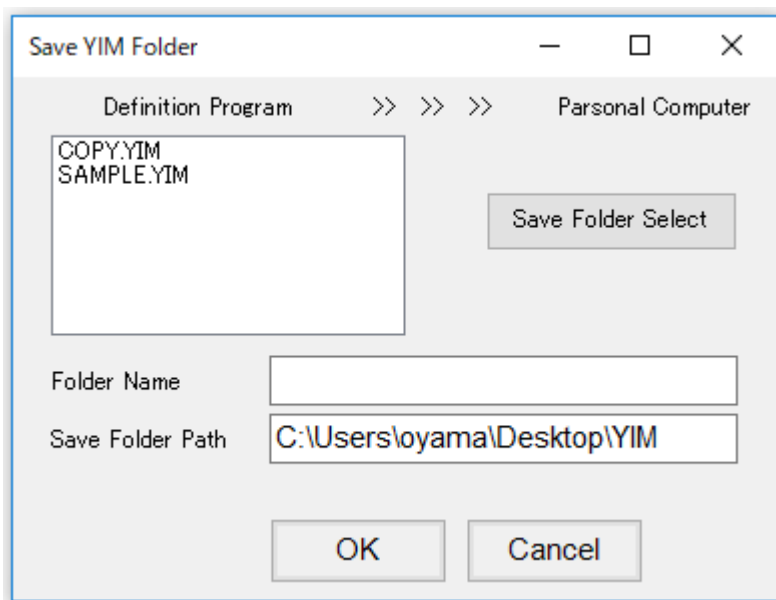 Save YIM Folder
Definition Program >> >> >> Parsonal Computer
COPY.YIM
SAMPLE.YIM
Save Folder Select
Folder Name
Save Folder Path C:\Users\oyama\Desktop\YIM
OK Cancel